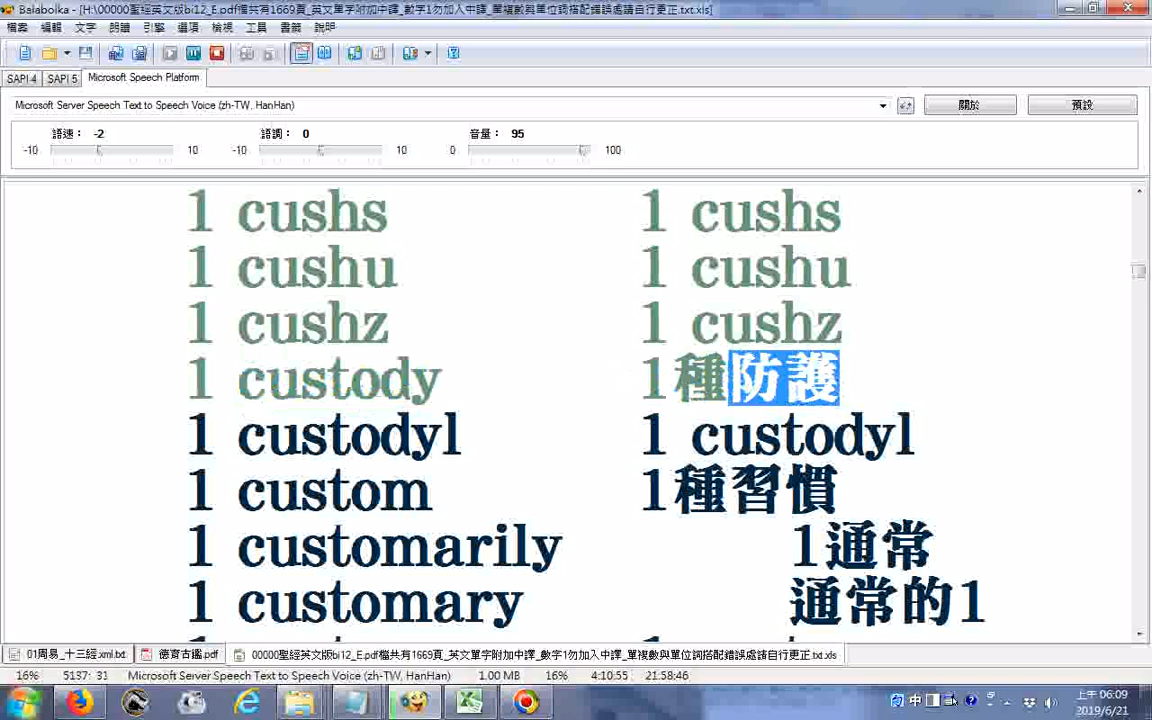 Balabolka - [H:\00000聖經英文版bi12_E.pdf檔共有1669頁_英文單字附加中譯_數字1勿加入中譯_單複數與單位詞搭配錯誤處請自行更正.txt.xls]
檔案 編輯 文字 朗讀 引擎 選項 檢視 工具 書籤 說明
SAPI 4 SAPI 5 Microsoft Speech Platform
Microsoft Server Speech Text to Speech Voice (zh-TW, HanHan) 關於 預設
語速： -2 語調： 0 音量： 95
-10 10 -10 10 0 100
1 cushs 1 cushs
1 cushu 1 cushu
1 cushz 1 cushz
1 custody 1種防護
1 custodyl 1 custodyl
1 custom 1種習慣
1 customarily 1通常
1 customary 通常的1
01周易_十三經.xml.txt 德育古鑑.pdf 00000聖經英文版bi12_E.pdf檔共有1669頁_英文單字附加中譯_數字1勿加入中譯_單複數與單位詞搭配錯誤處請自行更正.txt.xls
16% 5137: 31 Microsoft Server Speech Text to Speech Voice (zh-TW, HanHan) 1.00 MB 16% 4:10:55 21:58:46
中 上午 06:09
2019/6/21